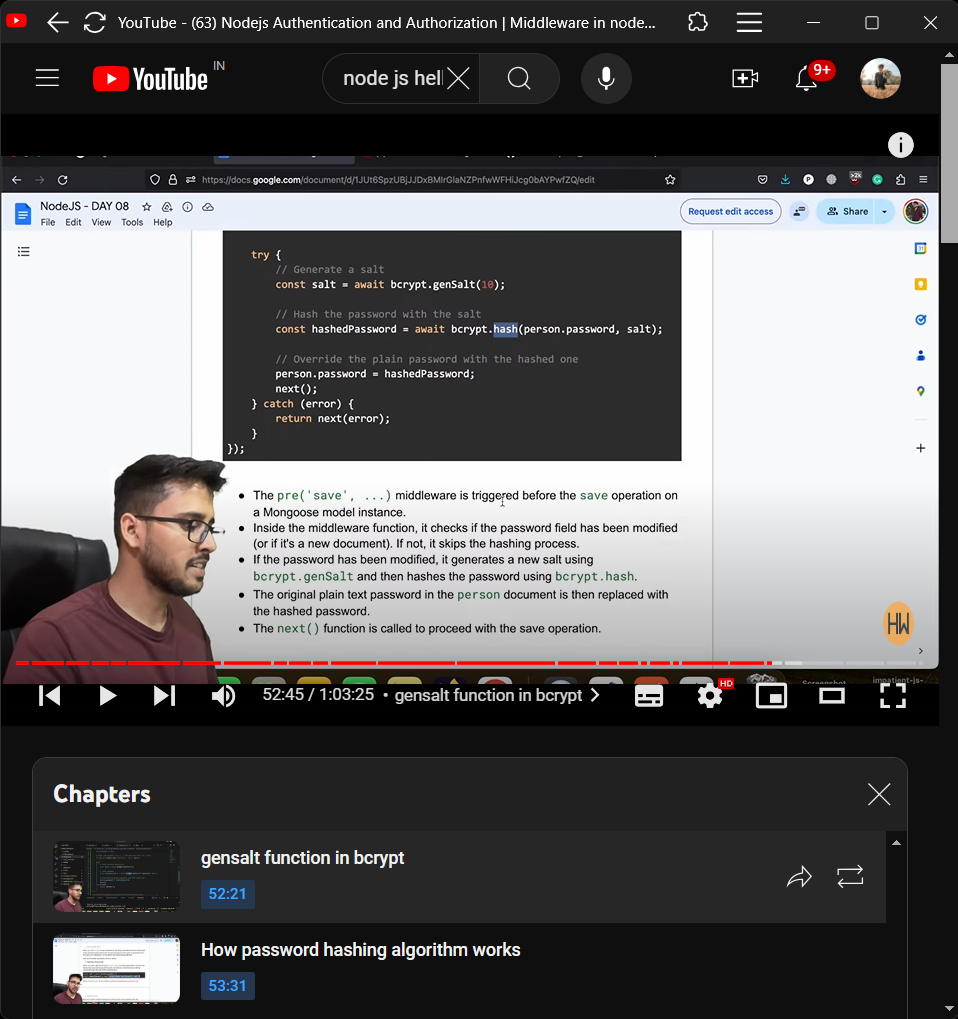 YouTube - (63) Nodejs Authentication and Authorization | Middleware in node...
YouTube IN
node js hel
9+
https://docs.google.com/document/d/1JUt6SpzUBjJJDxBMIrGlaNZPnfwWFHiJcg0bAYPwfZQ/edit
NodeJS - DAY 08
File Edit View Tools Help
Request edit access
Share
try {
// Generate a salt
const salt = await bcrypt.genSalt(10);
// Hash the password with the salt
const hashedPassword = await bcrypt.hash(person.password, salt);
// Override the plain password with the hashed one
person.password = hashedPassword;
next();
} catch (error) {
return next(error);
}
});
The pre('save', ...) middleware is triggered before the save operation on
a Mongoose model instance.
Inside the middleware function, it checks if the password field has been modified
(or if it's a new document). If not, it skips the hashing process.
If the password has been modified, it generates a new salt using
bcrypt.genSalt and then hashes the password using bcrypt.hash.
The original plain text password in the person document is then replaced with
the hashed password.
The next() function is called to proceed with the save operation.
HW
Screenshot
impatient-js-
52:45 / 1:03:25 • gensalt function in bcrypt
HD
Chapters
gensalt function in bcrypt
52:21
How password hashing algorithm works
53:31